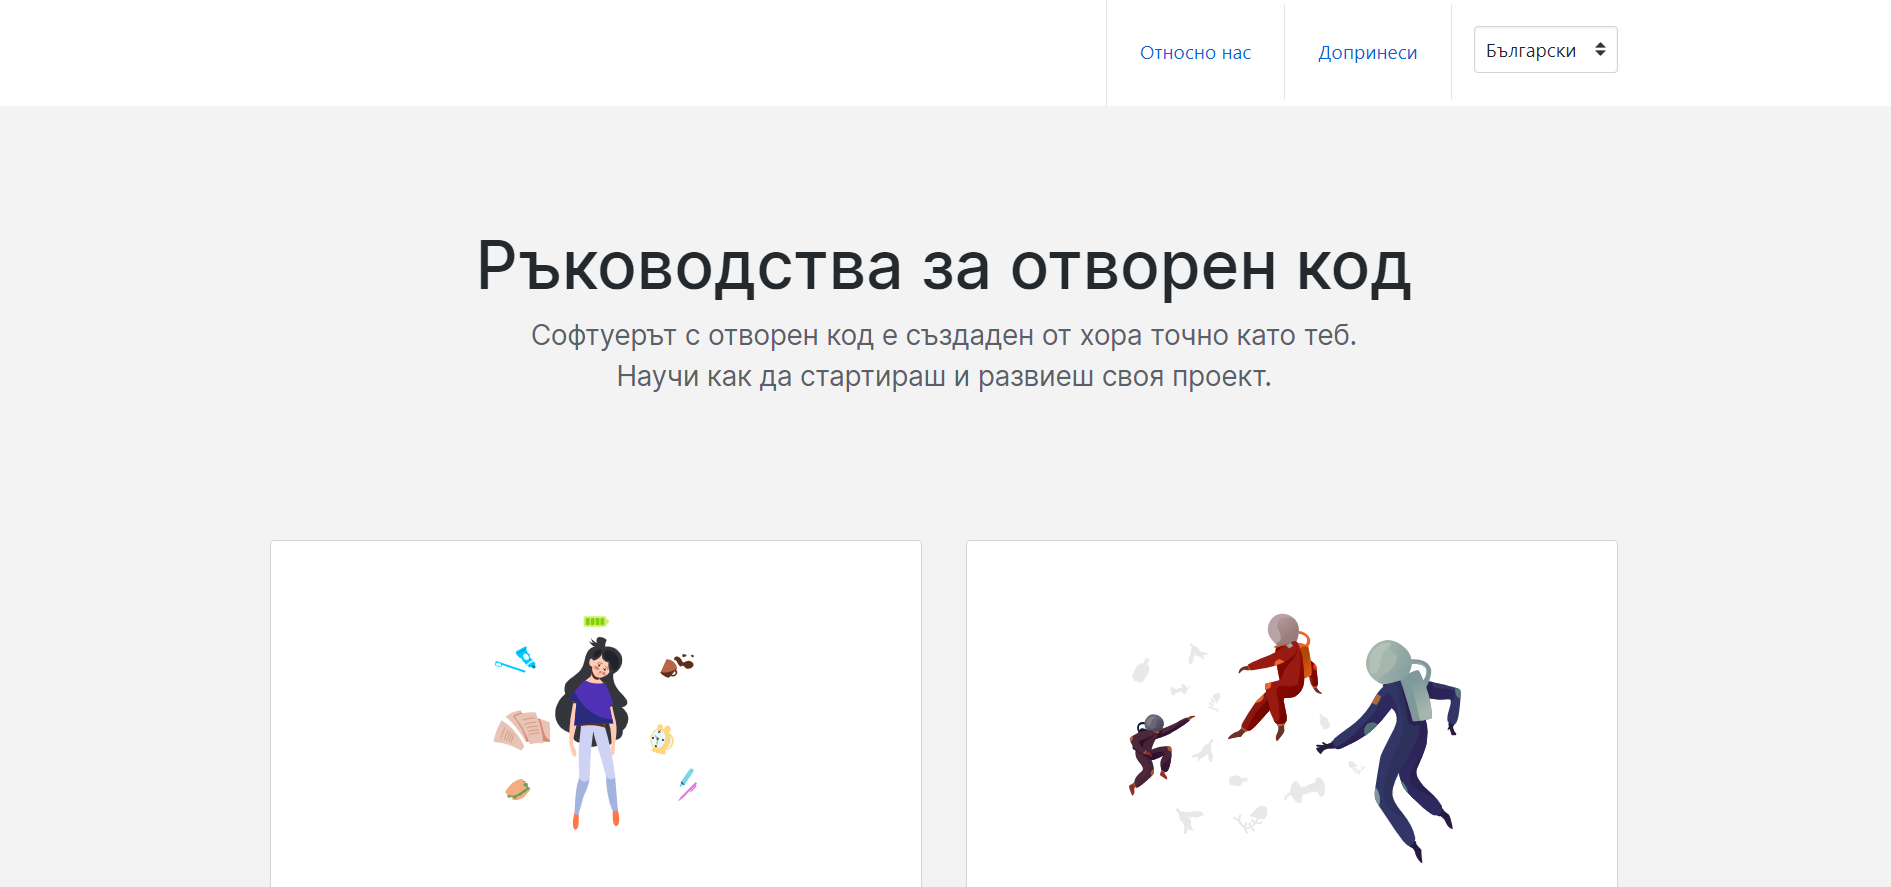 Относно нас
Допринеси
Български
Ръководства за отворен код
Софтуерът с отворен код е създаден от хора точно като теб.
Научи как да стартираш и развиеш своя проект.